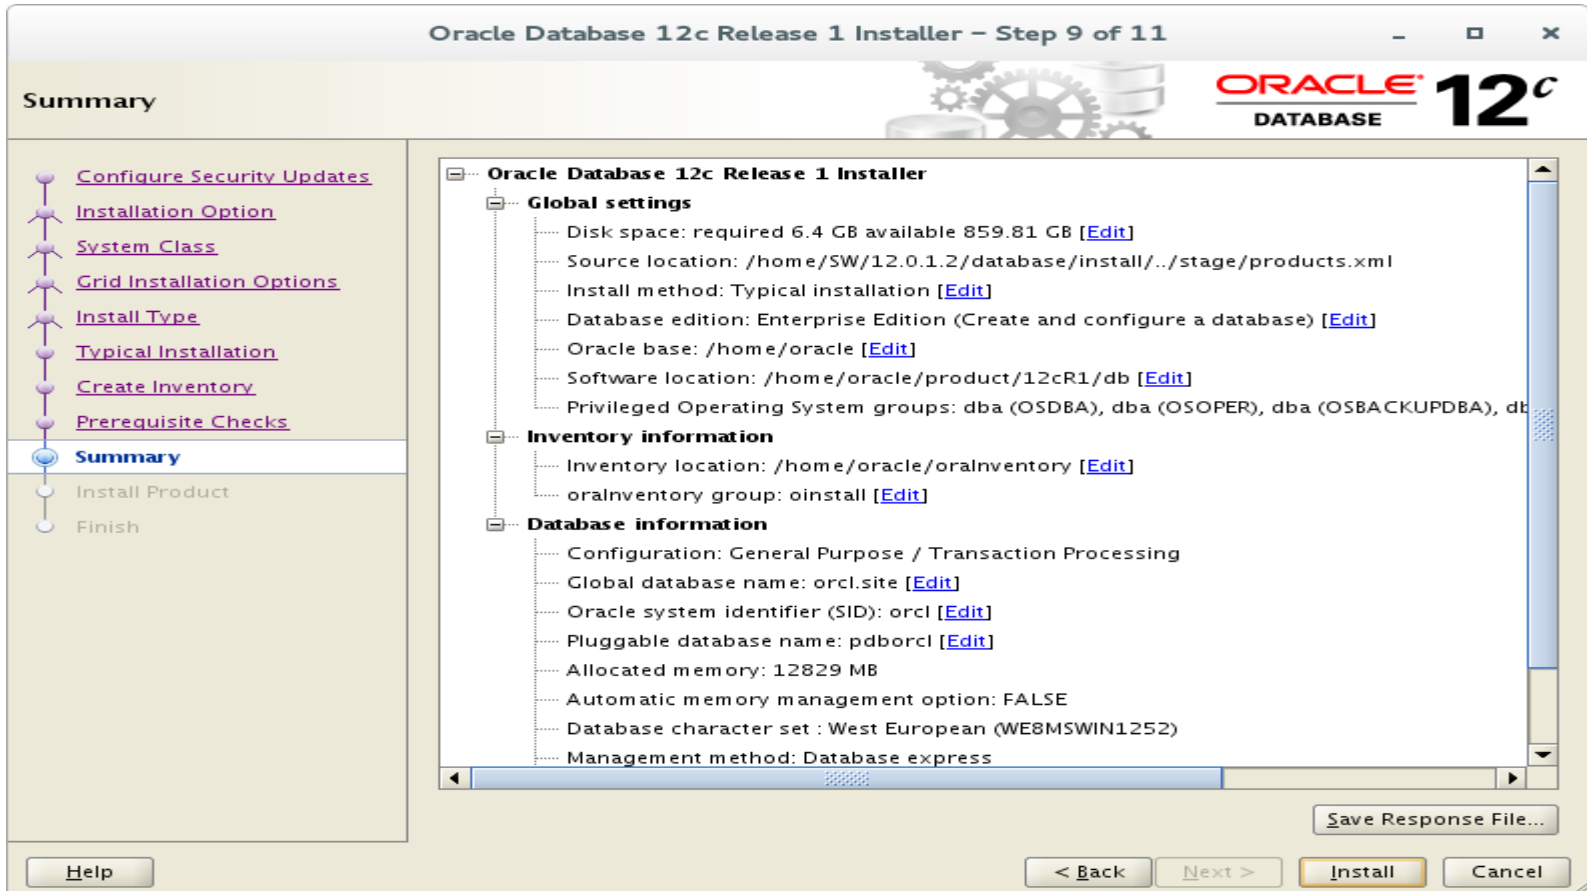 Oracle Database 12c Release 1 Installer – Step 9 of 11
Summary
ORACLE DATABASE 12c
Configure Security Updates
Installation Option
System Class
Grid Installation Options
Install Type
Typical Installation
Create Inventory
Prerequisite Checks
Summary
Install Product
Finish
Oracle Database 12c Release 1 Installer
Global settings
Disk space: required 6.4 GB available 859.81 GB [Edit]
Source location: /home/SW/12.0.1.2/database/install/../stage/products.xml
Install method: Typical installation [Edit]
Database edition: Enterprise Edition (Create and configure a database) [Edit]
Oracle base: /home/oracle [Edit]
Software location: /home/oracle/product/12cR1/db [Edit]
Privileged Operating System groups: dba (OSDBA), dba (OSOPER), dba (OSBACKUPDBA), db
Inventory information
Inventory location: /home/oracle/oraInventory [Edit]
oraInventory group: oinstall [Edit]
Database information
Configuration: General Purpose / Transaction Processing
Global database name: orcl.site [Edit]
Oracle system identifier (SID): orcl [Edit]
Pluggable database name: pdborcl [Edit]
Allocated memory: 12829 MB
Automatic memory management option: FALSE
Database character set : West European (WE8MSWIN1252)
Management method: Database express
Save Response File...
Help
< Back
Next >
Install
Cancel